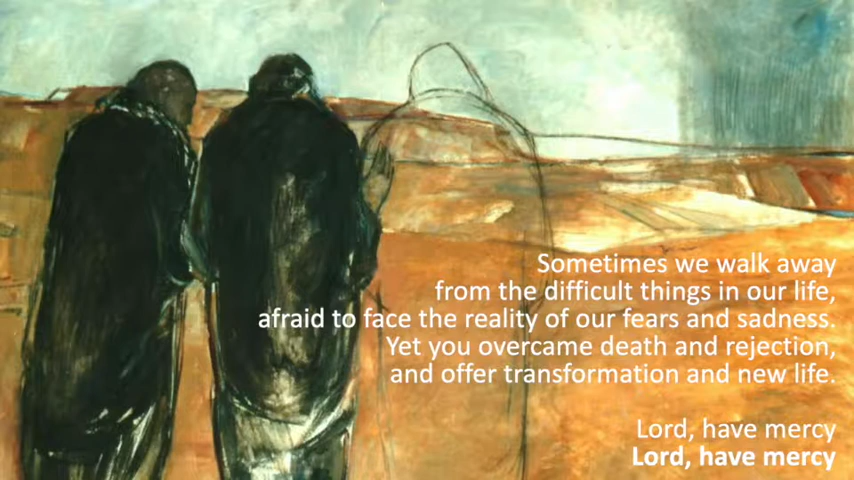 Sometimes we walk away
from the difficult things in our life,
afraid to face the reality of our fears and sadness.
Yet you overcame death and rejection,
and offer transformation and new life.
Lord, have mercy
Lord, have mercy